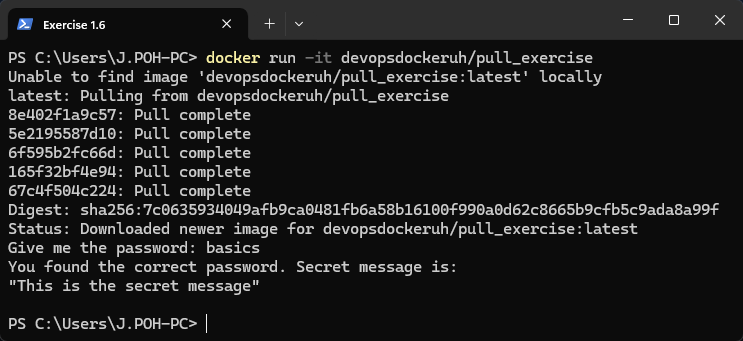 Exercise 1.6
PS C:\Users\J.POH-PC> docker run -it devopsdockeruh/pull_exercise
Unable to find image 'devopsdockeruh/pull_exercise:latest' locally
latest: Pulling from devopsdockeruh/pull_exercise
8e402f1a9c57: Pull complete
5e2195587d10: Pull complete
6f595b2fc66d: Pull complete
165f32bf4e94: Pull complete
67c4f504c224: Pull complete
Digest: sha256:7c0635934049afb9ca0481fb6a58b16100f990a0d62c8665b9cfb5c9ada8a99f
Status: Downloaded newer image for devopsdockeruh/pull_exercise:latest
Give me the password: basics
You found the correct password. Secret message is:
"This is the secret message"
PS C:\Users\J.POH-PC>